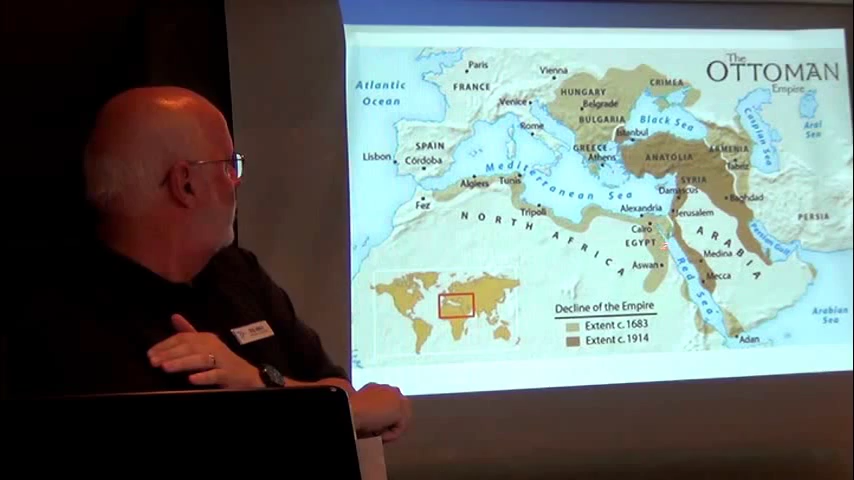 The
OTTOMAN
Empire
Paris
Vienna
CRIMEA
FRANCE
Atlantic
Ocean
HUNGARY
Belgrade
Venice
BULGARIA
Black Sea
Caspian Sea
Aral
Sea
Rome
Istanbul
SPAIN
Lisbon
Córdoba
GREECE
Athens
ANATOLIA
ARMENIA
Tabriz
Mediterranean Sea
Algiers
Tunis
SYRIA
Damascus
Baghdad
Fez
Tripoli
Alexandria
Jerusalem
PERSIA
NORTH AFRICA
Cairo
EGYPT
ARABIA
Persian Gulf
Medina
Aswan
Mecca
Red Sea
Arabian
Sea
Decline of the Empire
Extent c.1683
Extent c.1914
Adan